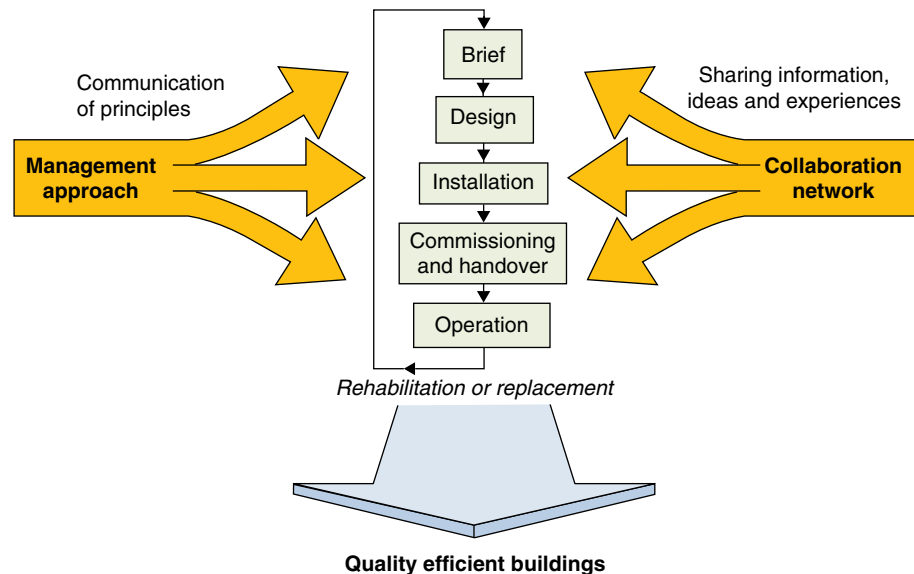 Brief
Communication
of principles
Sharing information,
ideas and experiences
Design
Management
approach
Installation
Collaboration
network
Commissioning
and handover
Operation
Rehabilitation or replacement
Quality efficient buildings